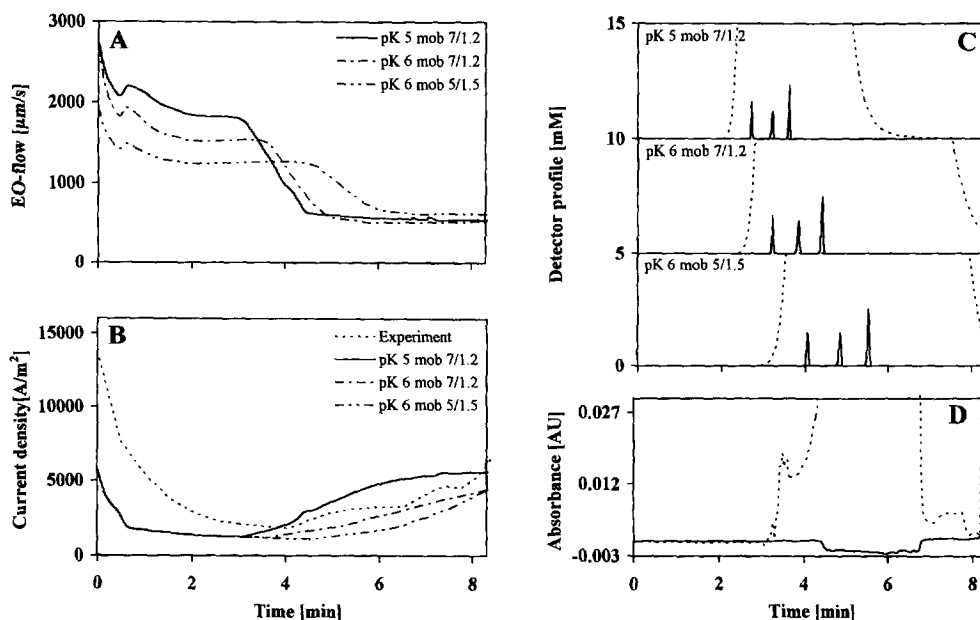 A
EO-flow [µm/s]
3000
2000
1000
0
pK 5 mob 7/1.2
pK 6 mob 7/1.2
pK 6 mob 5/1.5
B
Current density[A/m²]
15000
10000
5000
0
Experiment
pK 5 mob 7/1.2
pK 6 mob 7/1.2
pK 6 mob 5/1.5
0 2 4 6 8
Time [min]
C
Detector profile [mM]
15
10
5
0
pK 5 mob 7/1.2
pK 6 mob 7/1.2
pK 6 mob 5/1.5
D
Absorbance [AU]
0.027
0.012
-0.003
0 2 4 6 8
Time [min]